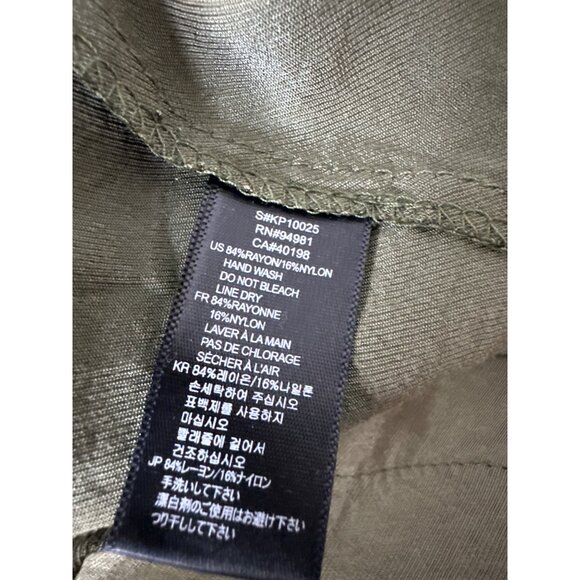 S#KP10025
RN#94981
CA#40198
US 84%RAYON/16%NYLON
HAND WASH
DO NOT BLEACH
LINE DRY
FR 84%RAYONNE
16%NYLON
LAVER À LA MAIN
PAS DE CHLORAGE
SÉCHER À L'AIR
KR 84%레이온/16%나일론
손세탁하여 주십시오
표백제를 사용하지
마십시오
빨래줄에 걸어서
건조하십시오
JP 84%レーヨン/16%ナイロン
手洗いして下さい
漂白剤のご使用はお避け下さい
つり干しして下さい